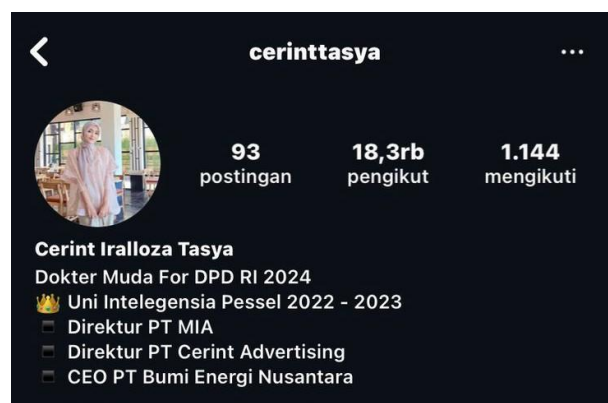 cerinttasya
93 18,3rb 1.144
postingan pengikut mengikuti
Cerint Iralloza Tasya
Dokter Muda For DPD RI 2024
👑 Uni Intelegensia Pessel 2022 - 2023
▪️ Direktur PT MIA
▪️ Direktur PT Cerint Advertising
▪️ CEO PT Bumi Energi Nusantara